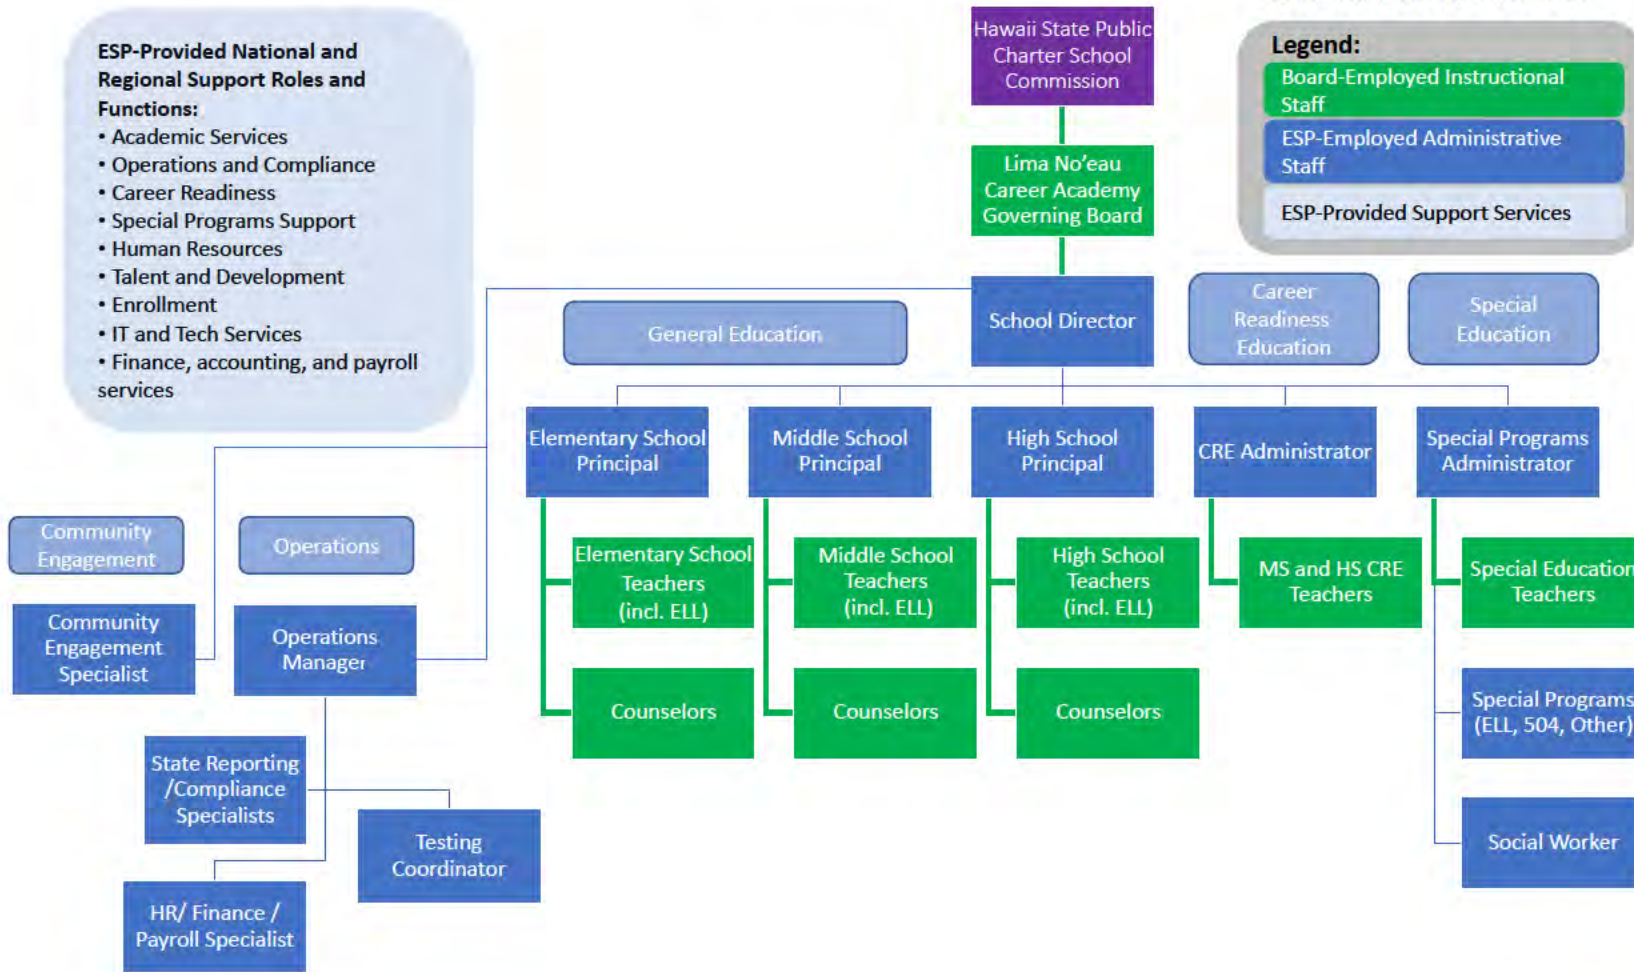 ESP-Provided National and
Regional Support Roles and
Functions:
• Academic Services
• Operations and Compliance
• Career Readiness
• Special Programs Support
• Human Resources
• Talent and Development
• Enrollment
• IT and Tech Services
• Finance, accounting, and payroll
services
Hawaii State Public
Charter School
Commission
Legend:
Board-Employed Instructional
Staff
ESP-Employed Administrative
Staff
ESP-Provided Support Services
Lima No’eau
Career Academy
Governing Board
School Director
General Education
Career
Readiness
Education
Special
Education
Elementary School
Principal
Middle School
Principal
High School
Principal
CRE Administrator
Special Programs
Administrator
Community
Engagement
Operations
Elementary School
Teachers
(incl. ELL)
Middle School
Teachers
(incl. ELL)
High School
Teachers
(incl. ELL)
MS and HS CRE
Teachers
Special Education
Teachers
Community
Engagement
Specialist
Operations
Manager
Counselors
Counselors
Counselors
Special Programs
(ELL, 504, Other)
State Reporting
/Compliance
Specialists
Testing
Coordinator
Social Worker
HR/ Finance /
Payroll Specialist